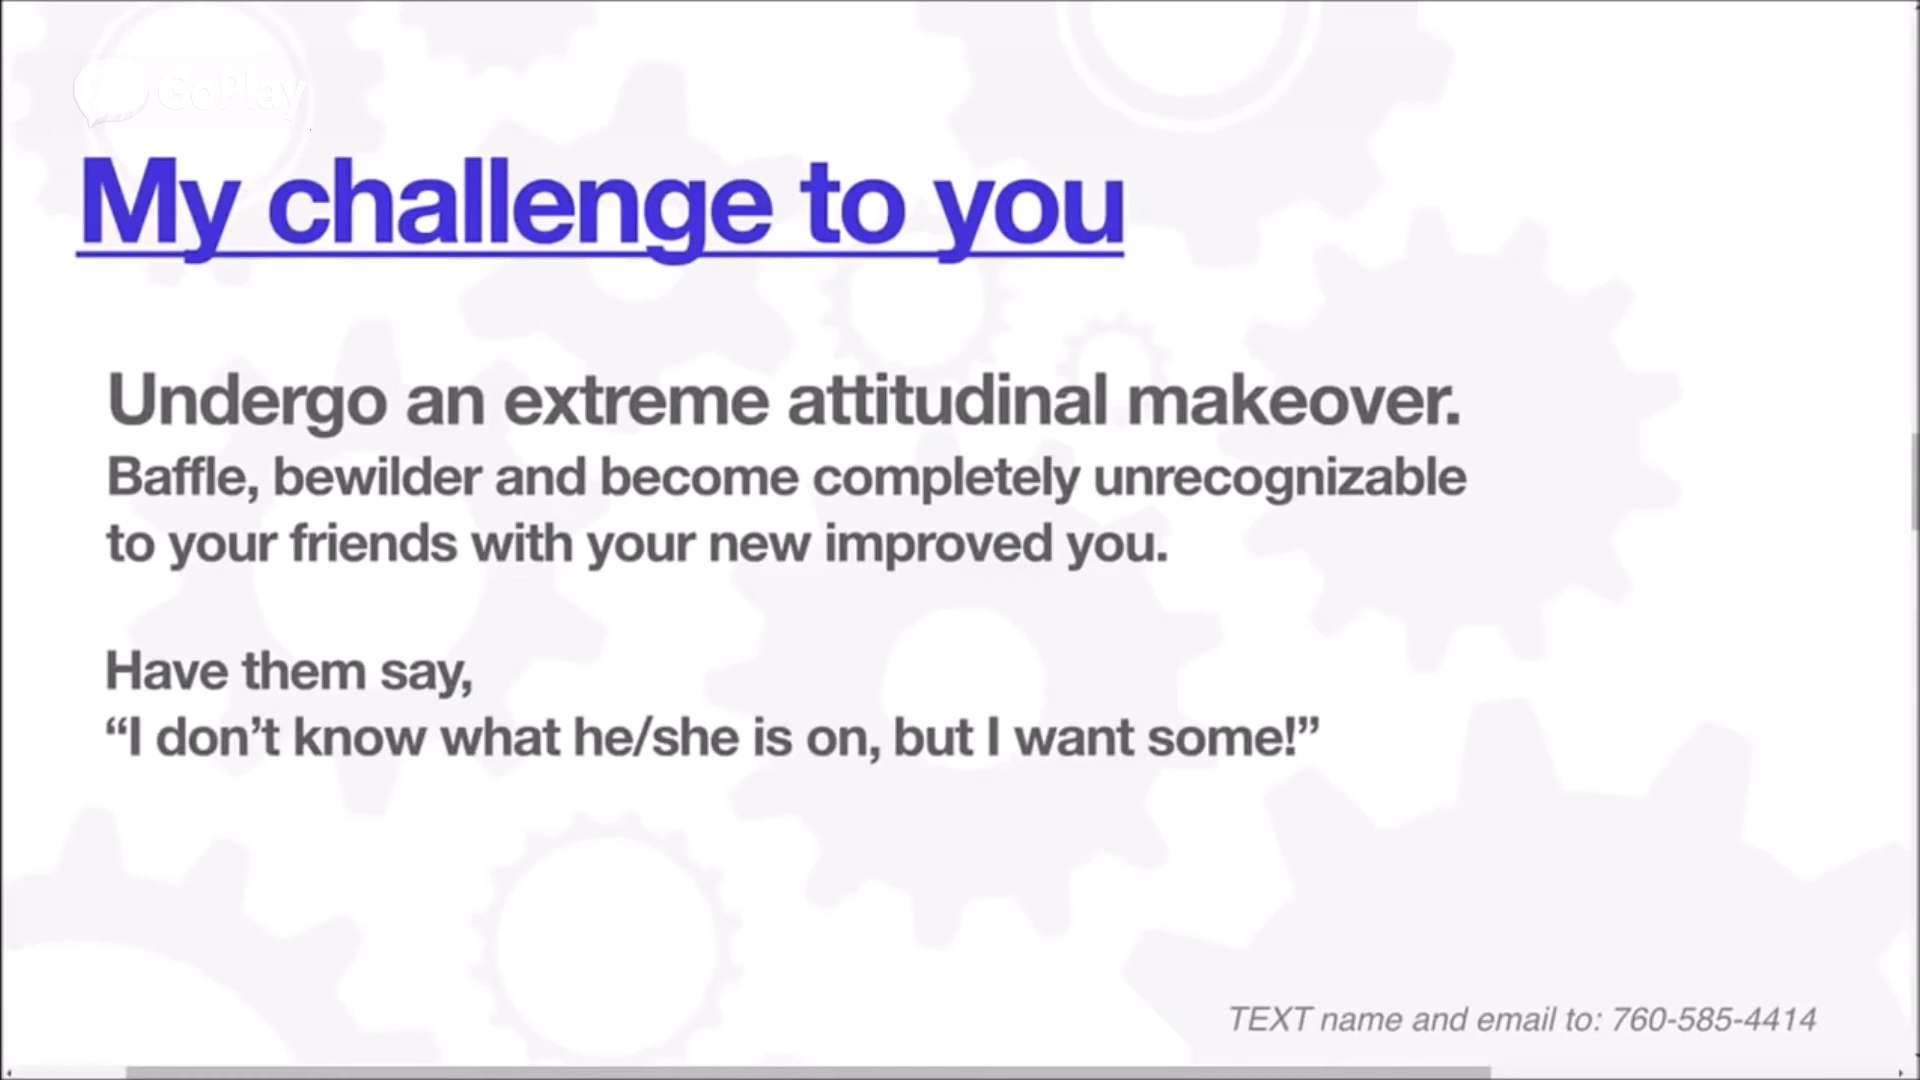 GoPlay
My challenge to you
Undergo an extreme attitudinal makeover.
Baffle, bewilder and become completely unrecognizable
to your friends with your new improved you.
Have them say,
“I don’t know what he/she is on, but I want some!”
TEXT name and email to: 760-585-4414